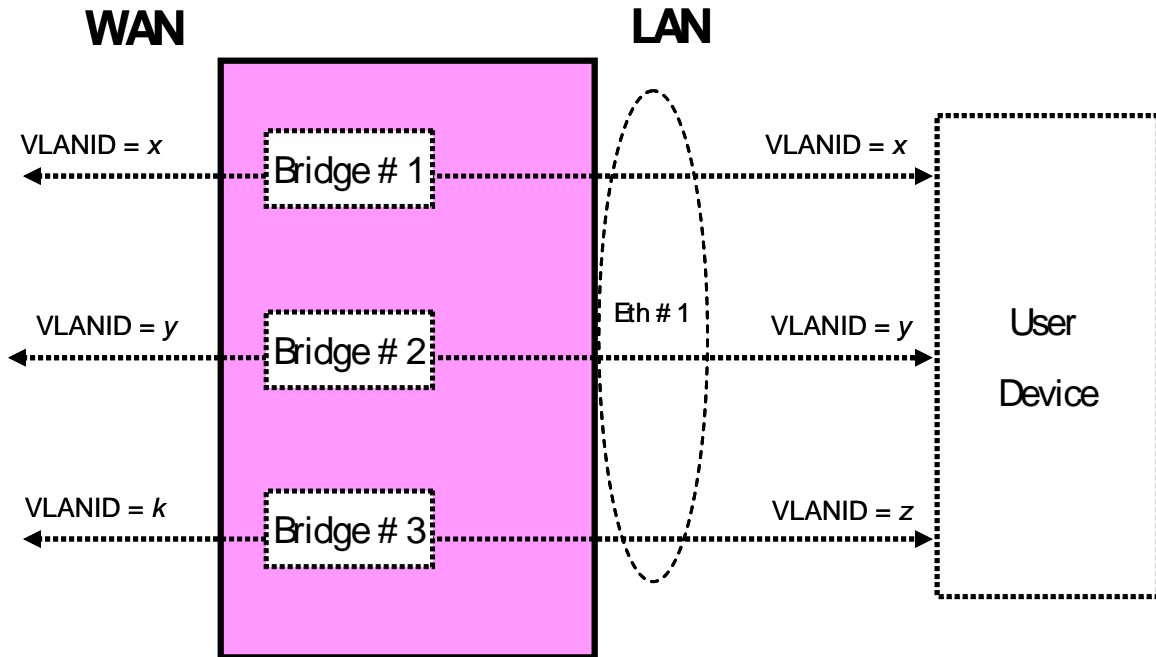 WAN
LAN
VLANID = x
Bridge # 1
VLANID = x
VLANID = y
Bridge # 2
Eth # 1
VLANID = y
User
Device
VLANID = k
Bridge # 3
VLANID = z